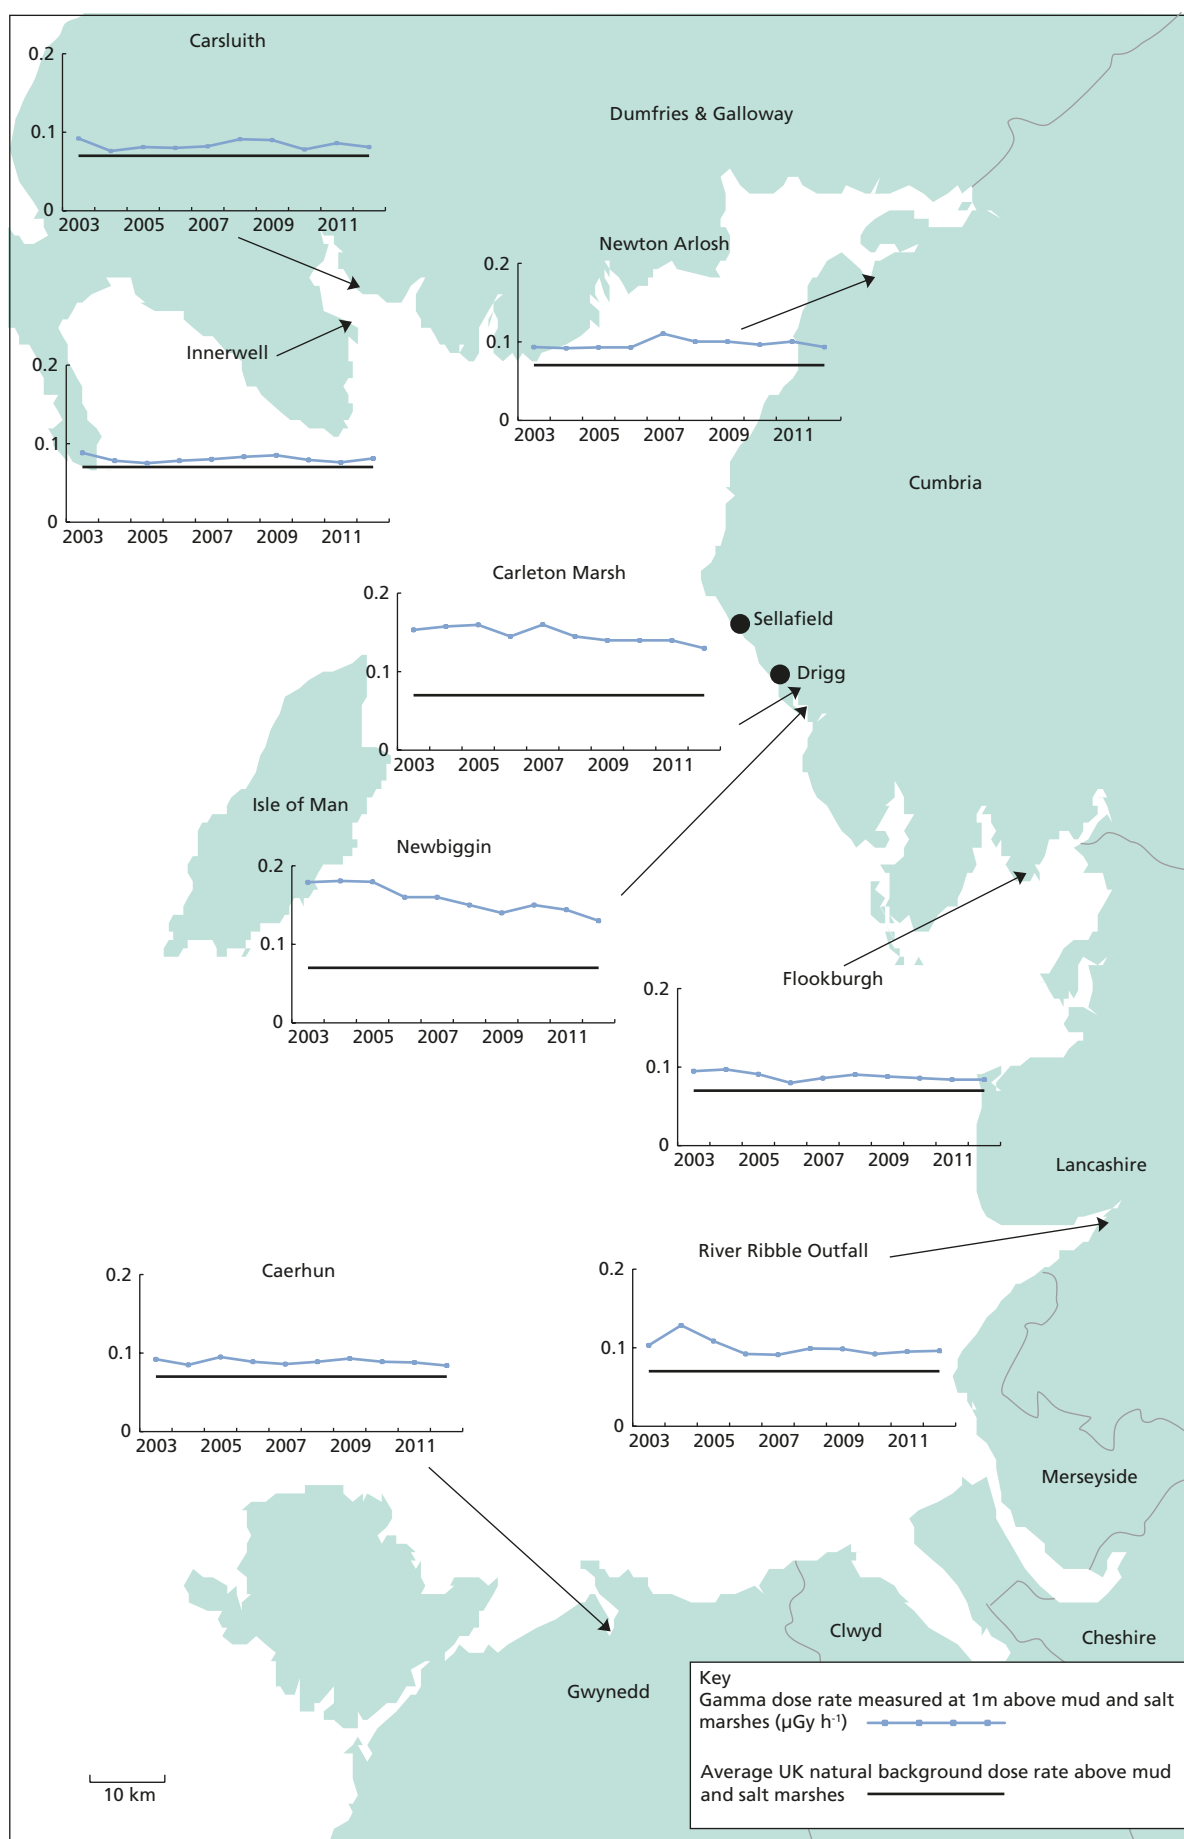 Carsluith
0.2
0.1
0
2003 2005 2007 2009 2011
Dumfries & Galloway
Newton Arlosh
0.2
0.1
0
2003 2005 2007 2009 2011
Innerwell
0.2
0.1
0
2003 2005 2007 2009 2011
Cumbria
Carleton Marsh
0.2
0.1
0
2003 2005 2007 2009 2011
Sellafield
Drigg
Isle of Man
Newbiggin
0.2
0.1
0
2003 2005 2007 2009 2011
Flookburgh
0.2
0.1
0
2003 2005 2007 2009 2011
Lancashire
River Ribble Outfall
0.2
0.1
0
2003 2005 2007 2009 2011
Caerhun
0.2
0.1
0
2003 2005 2007 2009 2011
Merseyside
Clwyd
Cheshire
Gwynedd
10 km
Key
Gamma dose rate measured at 1m above mud and salt
marshes (µGy h⁻¹)
Average UK natural background dose rate above mud
and salt marshes